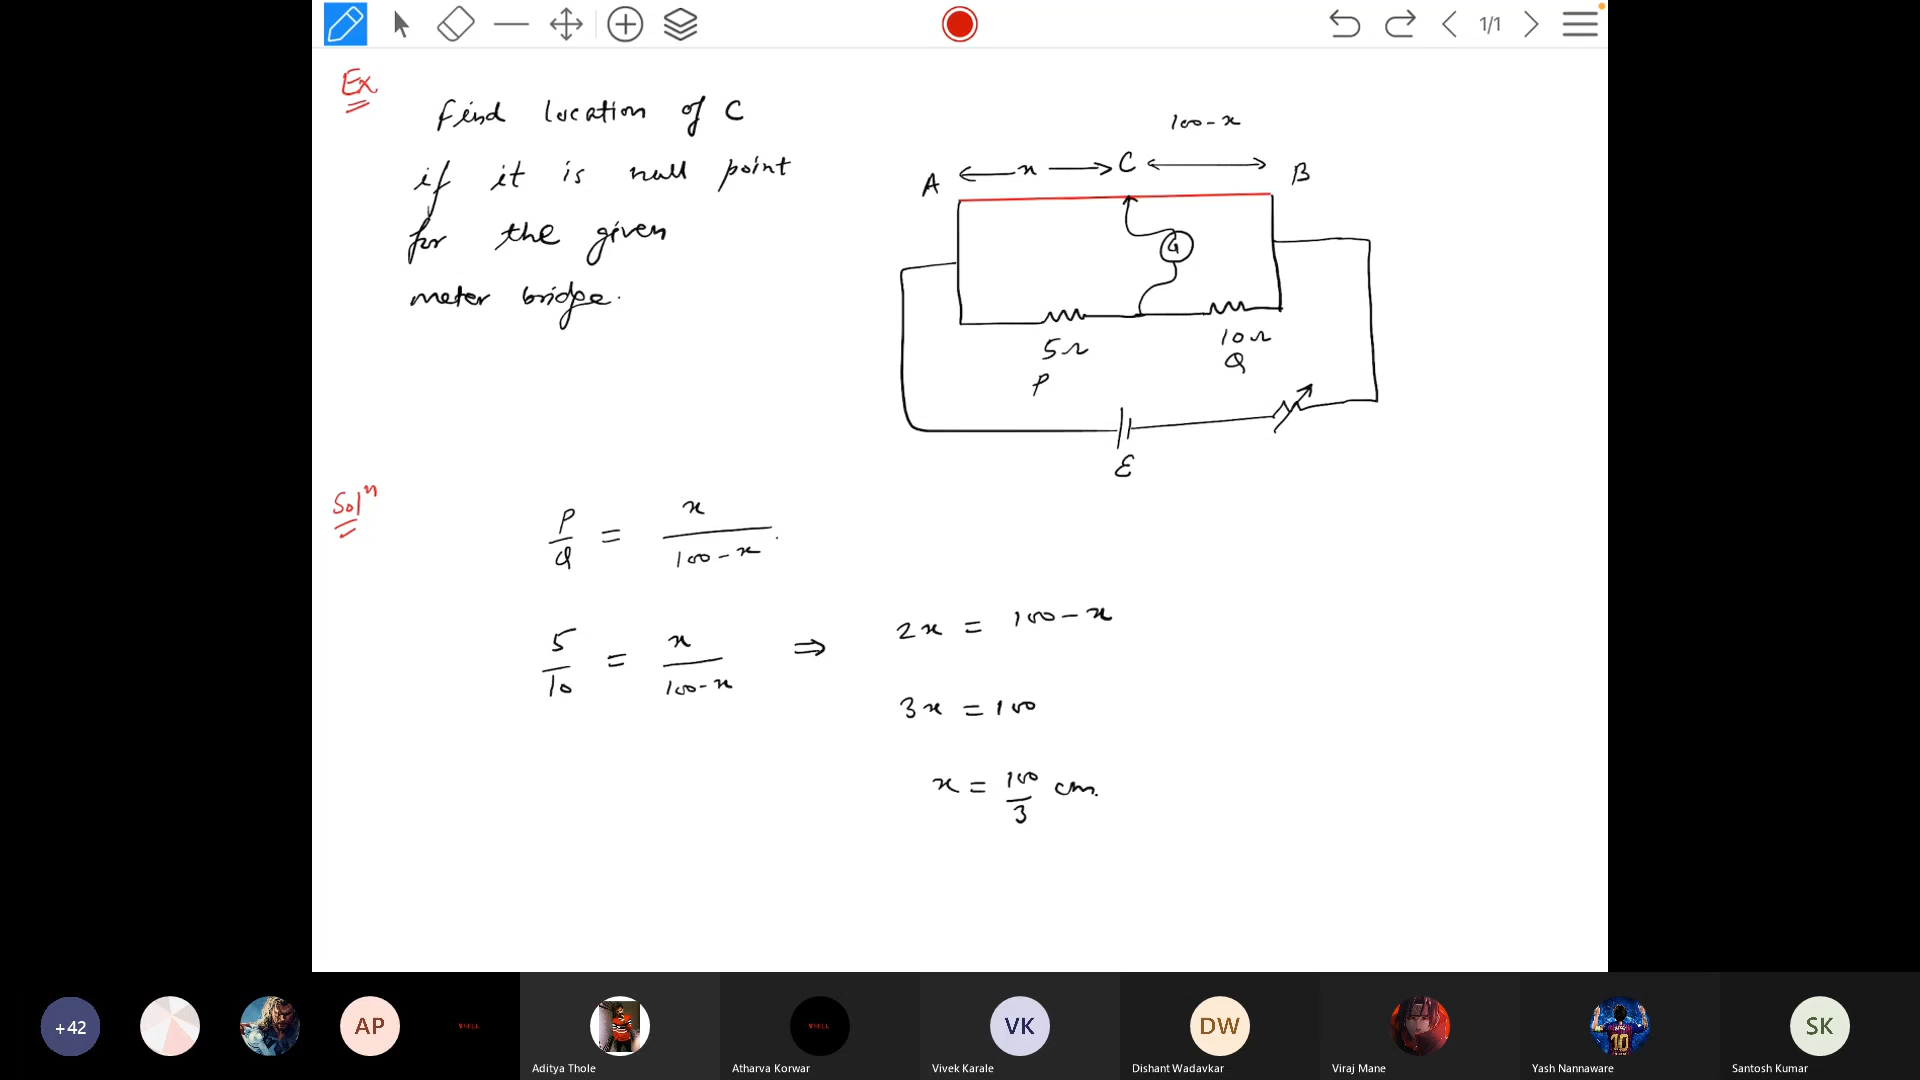 1/1
Ex
Find location of C
if it is null point
for the given
meter bridge.
100-x
A x C B
G
5Ω 10Ω
P Q
E
Solⁿ
P/Q = x/100-x
5/10 = x/100-x ⇒ 2x = 100-x
3x = 100
x = 100/3 cm.
+42
AP
VK
DW
10
SK
Aditya Thole
Atharva Korwar
Vivek Karale
Dishant Wadavkar
Viraj Mane
Yash Nannaware
Santosh Kumar